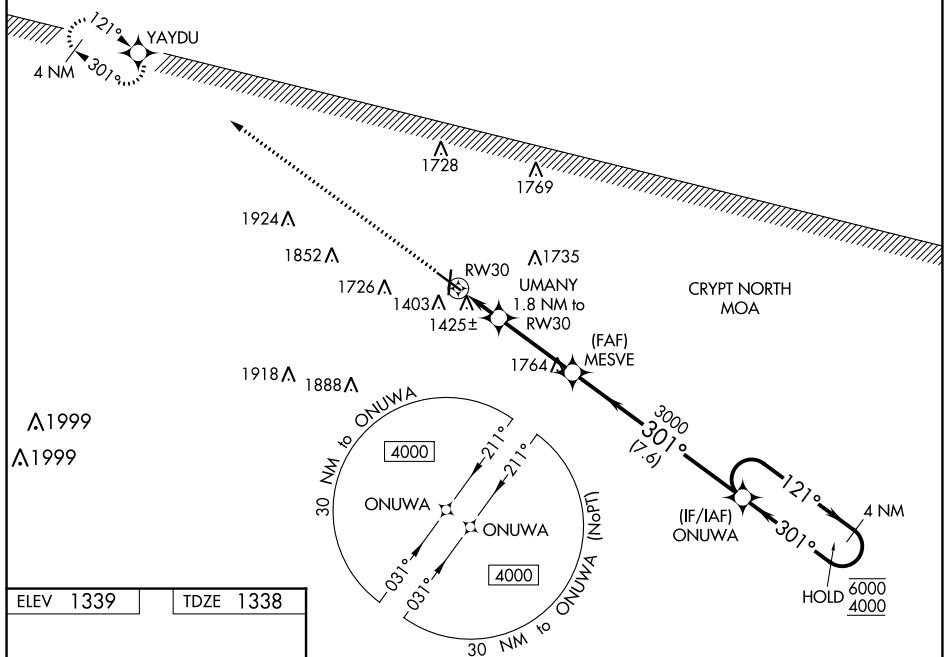 121°
YAYDU
4 NM
301°
1728
1769
1924
1852
1735
RW30
1726
UMANY
1403
1.8 NM to
1425±
RW30
CRYPT NORTH
MOA
(FAF)
MESVE
1764
1918
1888
1999
1999
3000
301°
(7.6)
30 NM to ONUWA
4000
211°
211°
ONUWA
ONUWA
4000
031°
031°
30 NM to ONUWA (NoPT)
121°
4 NM
(IF/IAF)
ONUWA
301°
HOLD
6000
4000
ELEV 1339
TDZE 1338